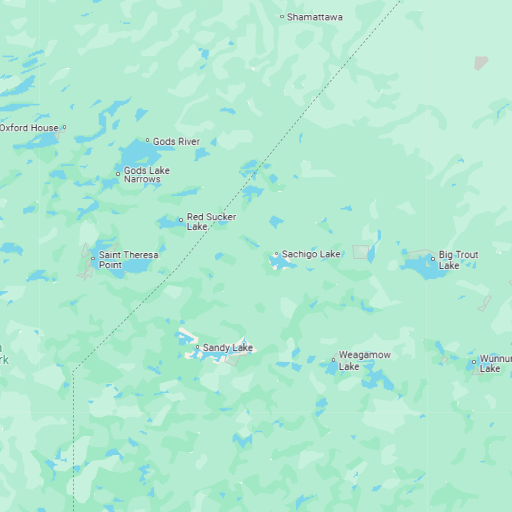 Shamattawa
Oxford House
Gods River
Gods Lake
Narrows
Red Sucker
Lake
Saint Theresa
Point
Sachigo Lake
Big Trout
Lake
Sandy Lake
Weagamow
Lake
Wunnum
Lake